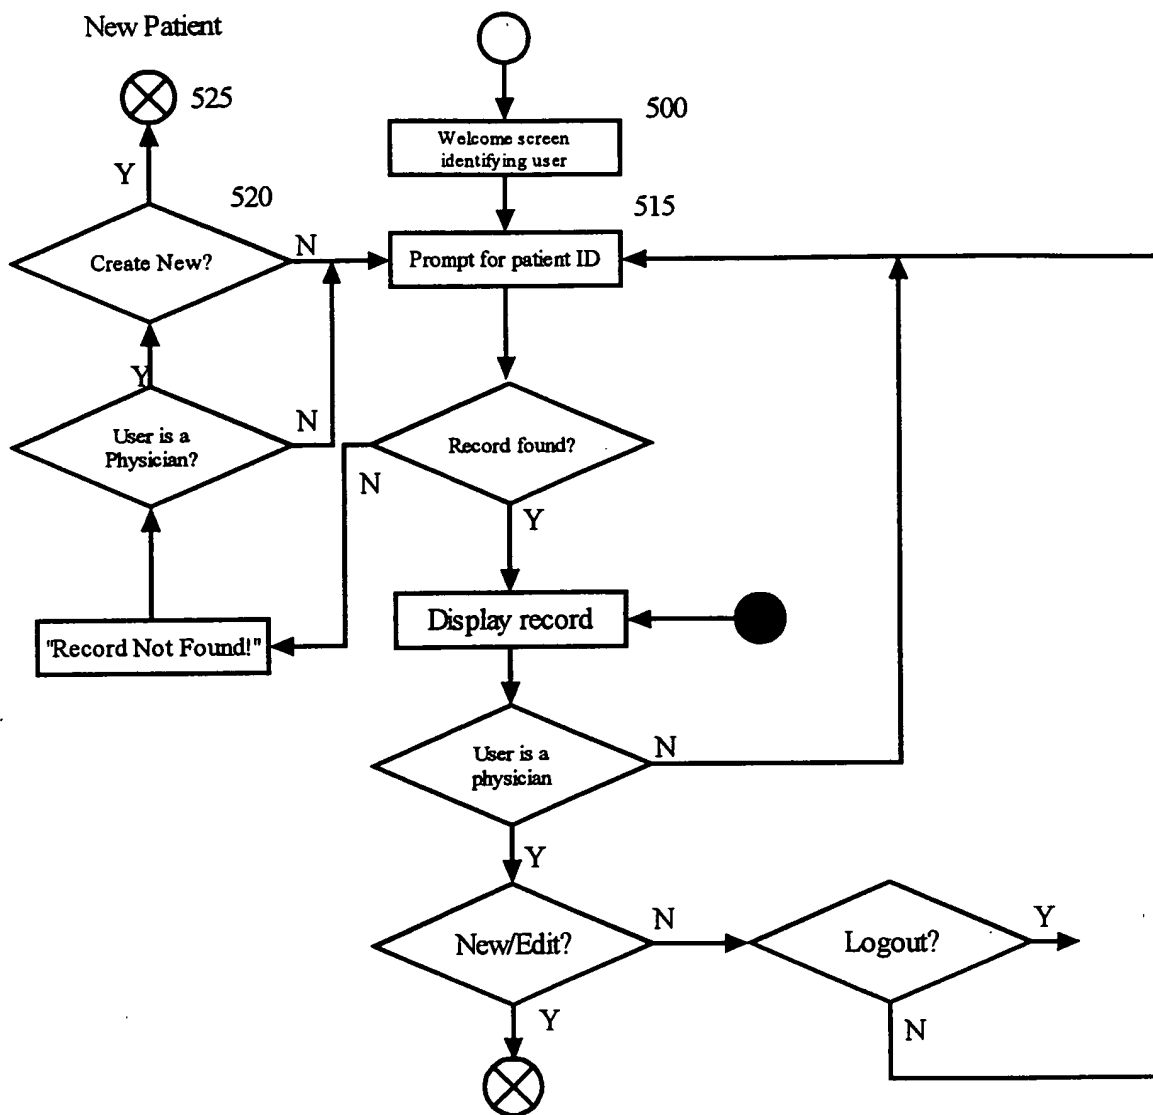 New Patient
525
500
Welcome screen
identifying user
Y
520
515
Create New?
N
Prompt for patient ID
Y
User is a
Physician?
N
Record found?
N
Y
"Record Not Found!"
Display record
User is a
physician
N
Y
New/Edit?
N
Logout?
Y
Y
N